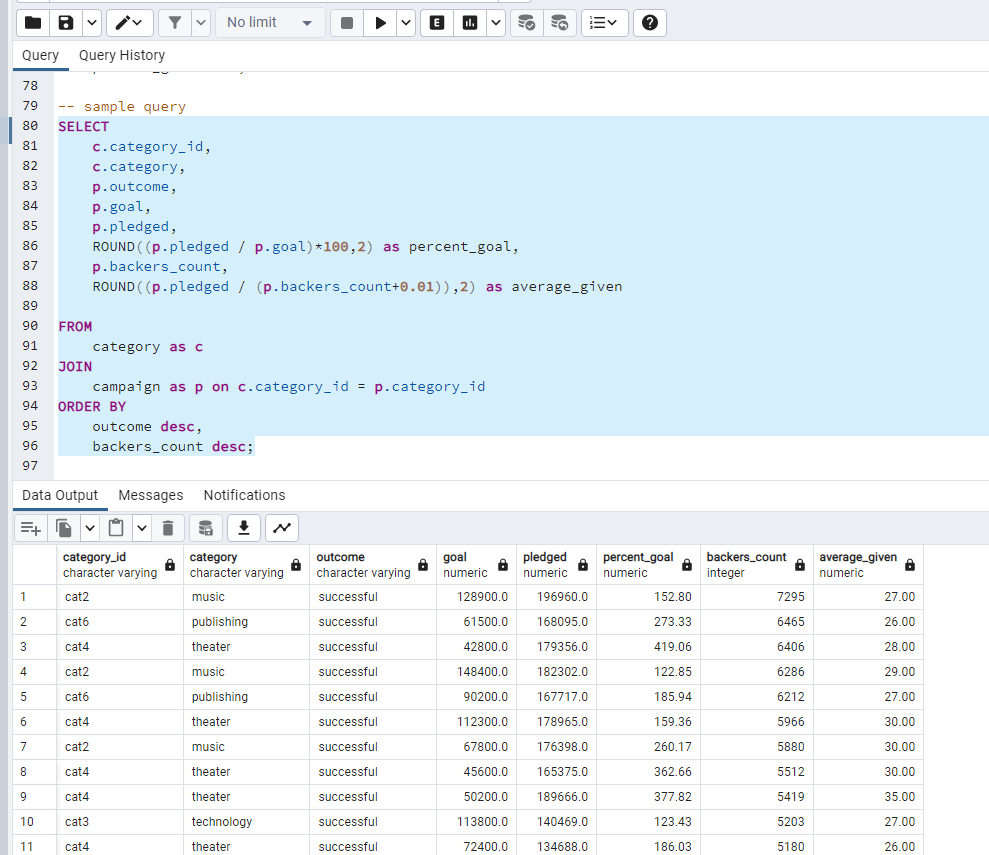 No limit
E
Query Query History
78
79 -- sample query
80 SELECT
81 c.category_id,
82 c.category,
83 p.outcome,
84 p.goal,
85 p.pledged,
86 ROUND((p.pledged / p.goal)*100,2) as percent_goal,
87 p.backers_count,
88 ROUND((p.pledged / (p.backers_count+0.01)),2) as average_given
89
90 FROM
91 category as c
92 JOIN
93 campaign as p on c.category_id = p.category_id
94 ORDER BY
95 outcome desc,
96 backers_count desc;
97
Data Output Messages Notifications
category_id category outcome goal pledged percent_goal backers_count average_given
character varying character varying character varying numeric numeric numeric integer numeric
1 cat2 music successful 128900.0 196960.0 152.80 7295 27.00
2 cat6 publishing successful 61500.0 168095.0 273.33 6465 26.00
3 cat4 theater successful 42800.0 179356.0 419.06 6406 28.00
4 cat2 music successful 148400.0 182302.0 122.85 6286 29.00
5 cat6 publishing successful 90200.0 167717.0 185.94 6212 27.00
6 cat4 theater successful 112300.0 178965.0 159.36 5966 30.00
7 cat2 music successful 67800.0 176398.0 260.17 5880 30.00
8 cat4 theater successful 45600.0 165375.0 362.66 5512 30.00
9 cat4 theater successful 50200.0 189666.0 377.82 5419 35.00
10 cat3 technology successful 113800.0 140469.0 123.43 5203 27.00
11 cat4 theater successful 72400.0 134688.0 186.03 5180 26.00